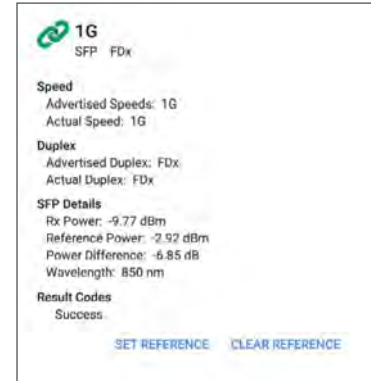 1G
SFP FDx
Speed
Advertised Speeds: 1G
Actual Speed: 1G
Duplex
Advertised Duplex: FDx
Actual Duplex: FDx
SFP Details
Rx Power: -9.77 dBm
Reference Power: -2.92 dBm
Power Difference: -6.85 dB
Wavelength: 850 nm
Result Codes
Success
SET REFERENCE CLEAR REFERENCE